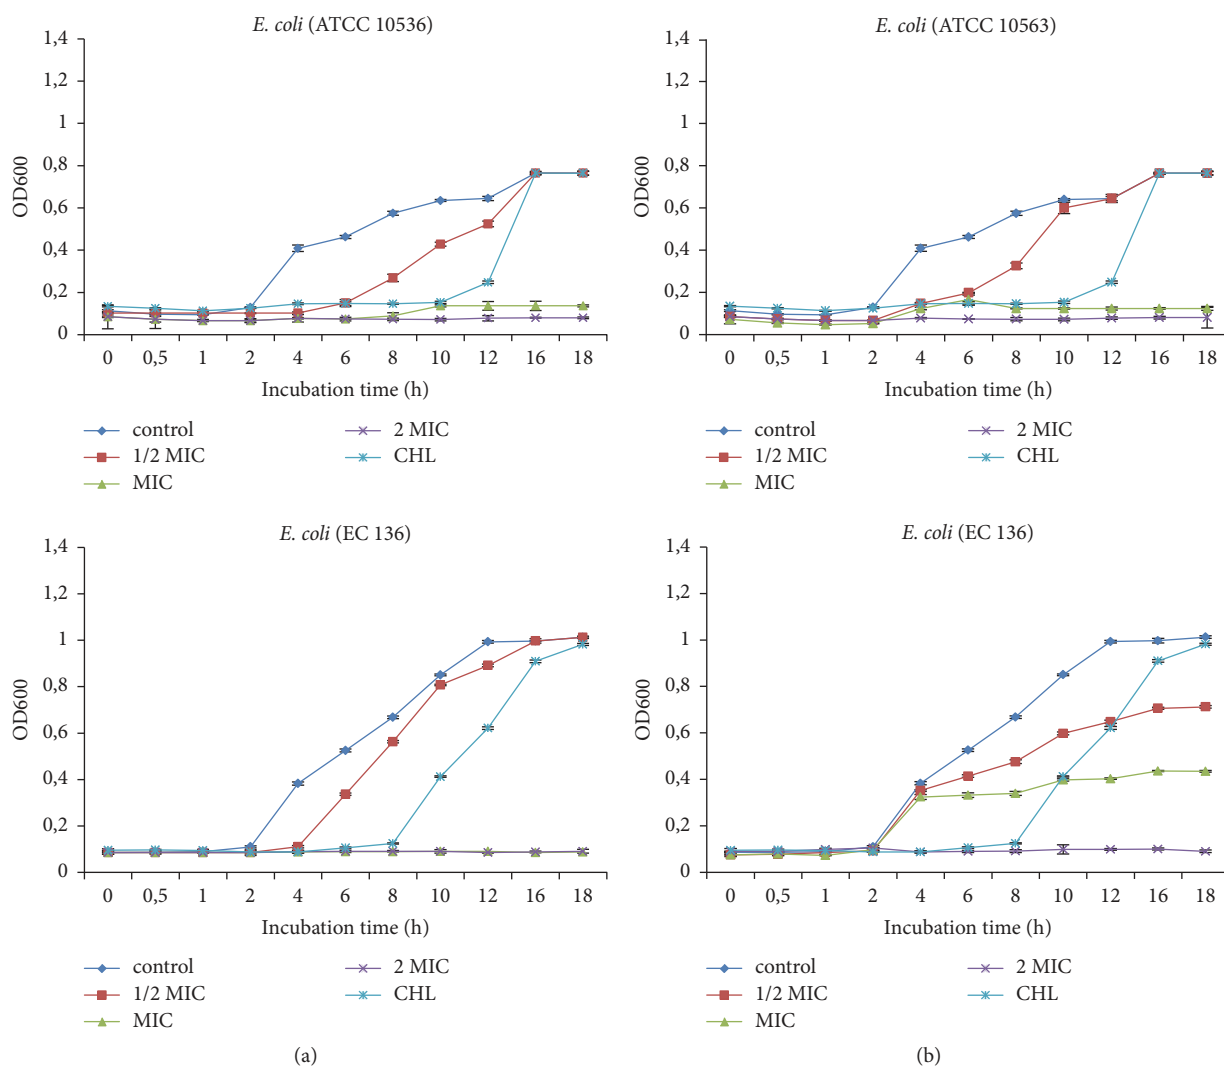 E. coli (ATCC 10536)
1,4
1,2
1
0,8
0,6
0,4
0,2
0
OD600
0 0,5 1 2 4 6 8 10 12 16 18
Incubation time (h)
control
1/2 MIC
MIC
2 MIC
CHL
E. coli (ATCC 10563)
1,4
1,2
1
0,8
0,6
0,4
0,2
0
OD600
0 0,5 1 2 4 6 8 10 12 16 18
Incubation time (h)
control
1/2 MIC
MIC
2 MIC
CHL
E. coli (EC 136)
1,4
1,2
1
0,8
0,6
0,4
0,2
0
OD600
0 0,5 1 2 4 6 8 10 12 16 18
Incubation time (h)
control
1/2 MIC
MIC
2 MIC
CHL
(a)
E. coli (EC 136)
1,4
1,2
1
0,8
0,6
0,4
0,2
0
OD600
0 0,5 1 2 4 6 8 10 12 16 18
Incubation time (h)
control
1/2 MIC
MIC
2 MIC
CHL
(b)